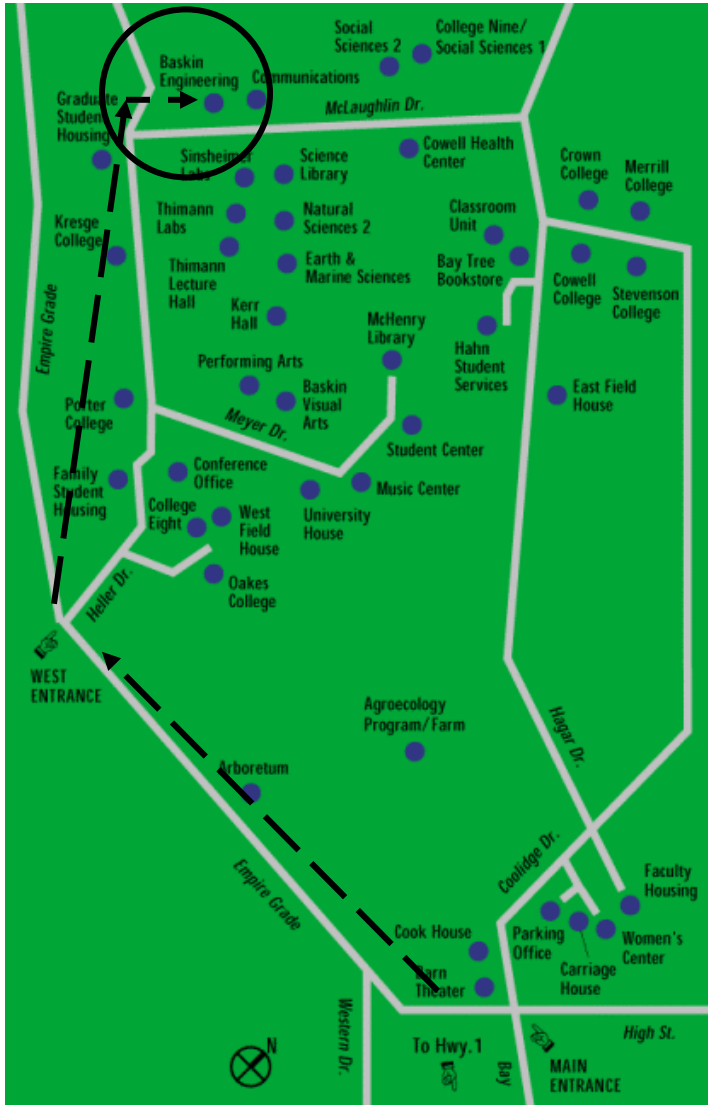 Social
Sciences 2
College Nine/
Social Sciences 1
Baskin
Engineering
Communications
Graduate
Student
Housing
McLaughlin Dr.
Cowell Health
Center
Sinsheimer
Labs
Science
Library
Crown
College
Merrill
College
Kresge
College
Thimann
Labs
Natural
Sciences 2
Classroom
Unit
Thimann
Lecture
Hall
Earth &
Marine Sciences
Bay Tree
Bookstore
Cowell
College
Stevenson
College
Empire Grade
Kerr
Hall
McHenry
Library
Hahn
Student
Services
Performing Arts
Baskin
Visual
Arts
East Field
House
Porter
College
Meyer Dr.
Student Center
Family
Student
Housing
Conference
Office
Music Center
College
Eight
West
Field
House
University
House
Heller Dr.
Oakes
College
WEST
ENTRANCE
Agroecology
Program/Farm
Hagar Dr.
Arboretum
Empire Grade
Coolidge Dr.
Faculty
Housing
Cook House
Parking
Office
Women's
Center
Carriage
House
Barn
Theater
Western Dr.
High St.
N
To Hwy.1
Bay
MAIN
ENTRANCE